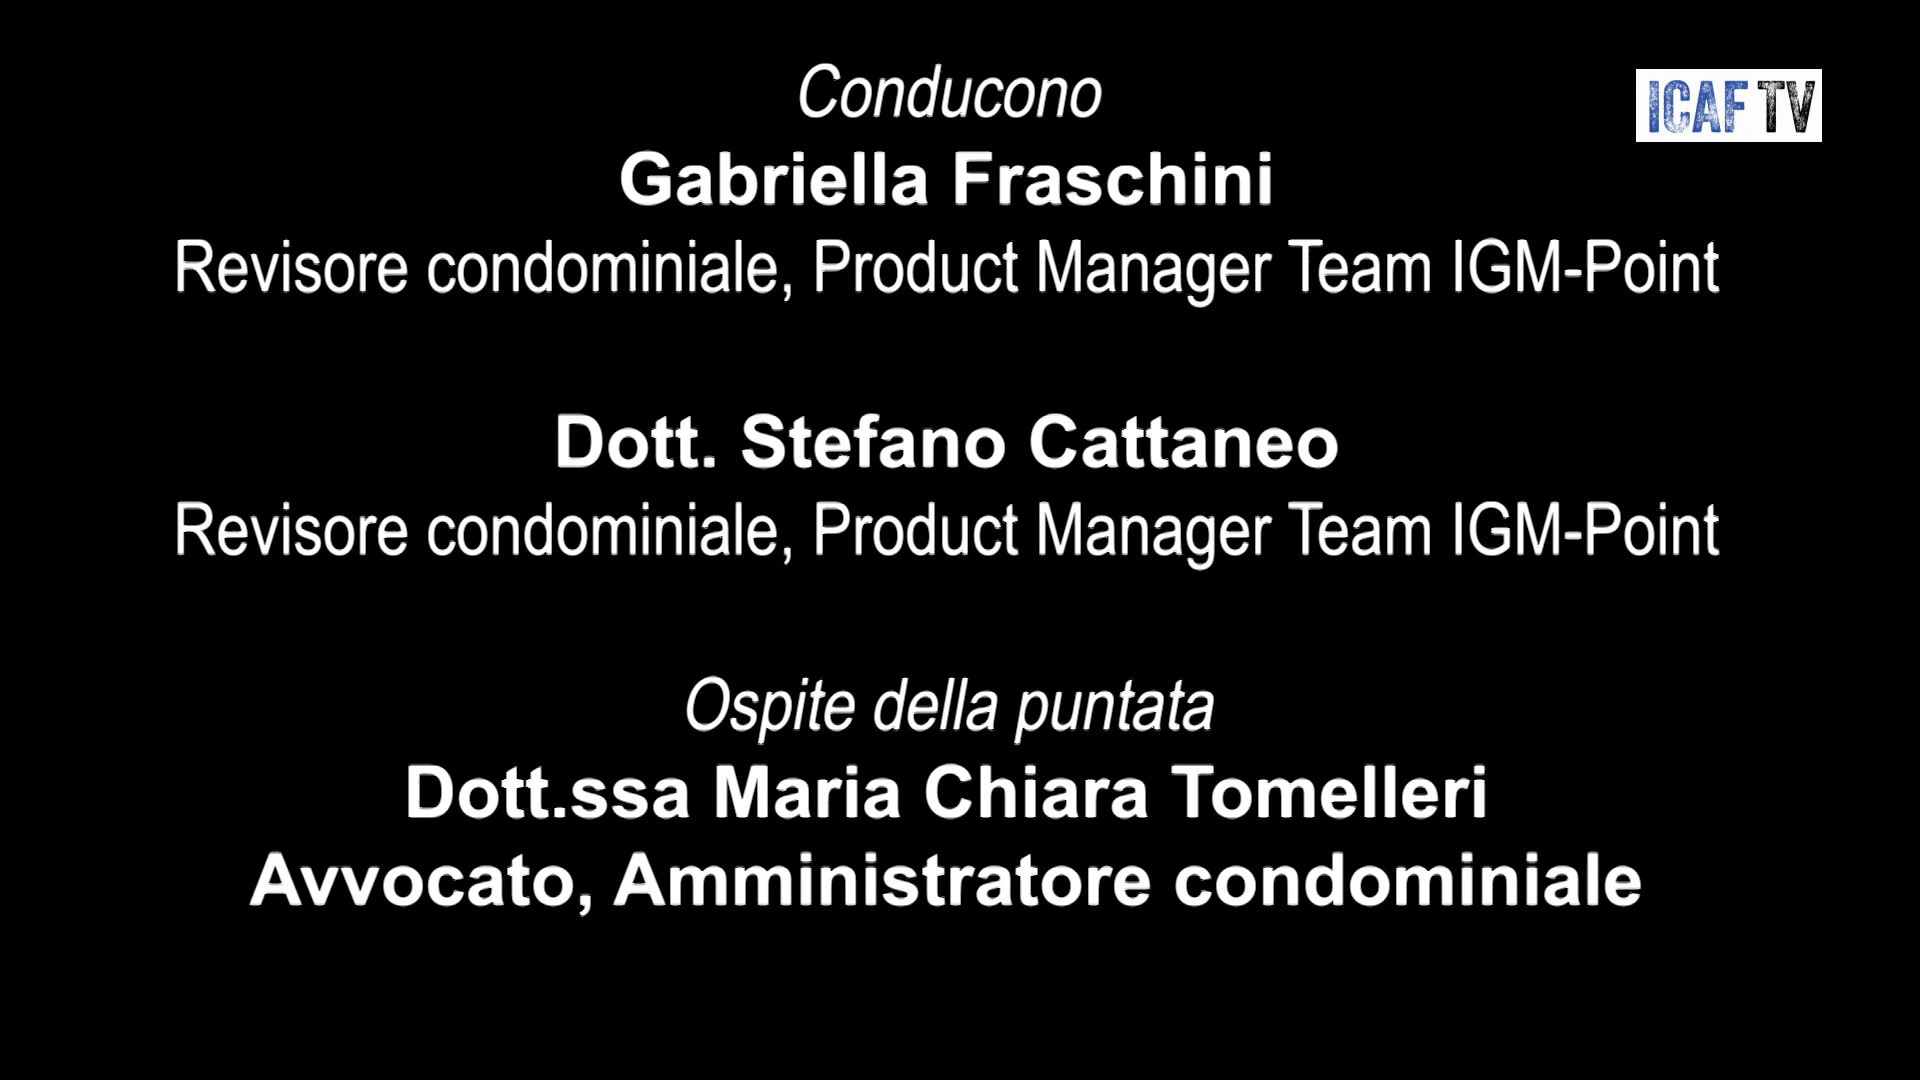 Conducono
ICAF TV
Gabriella Fraschini
Revisore condominiale, Product Manager Team IGM-Point
Dott. Stefano Cattaneo
Revisore condominiale, Product Manager Team IGM-Point
Ospite della puntata
Dott.ssa Maria Chiara Tomelleri
Avvocato, Amministratore condominiale